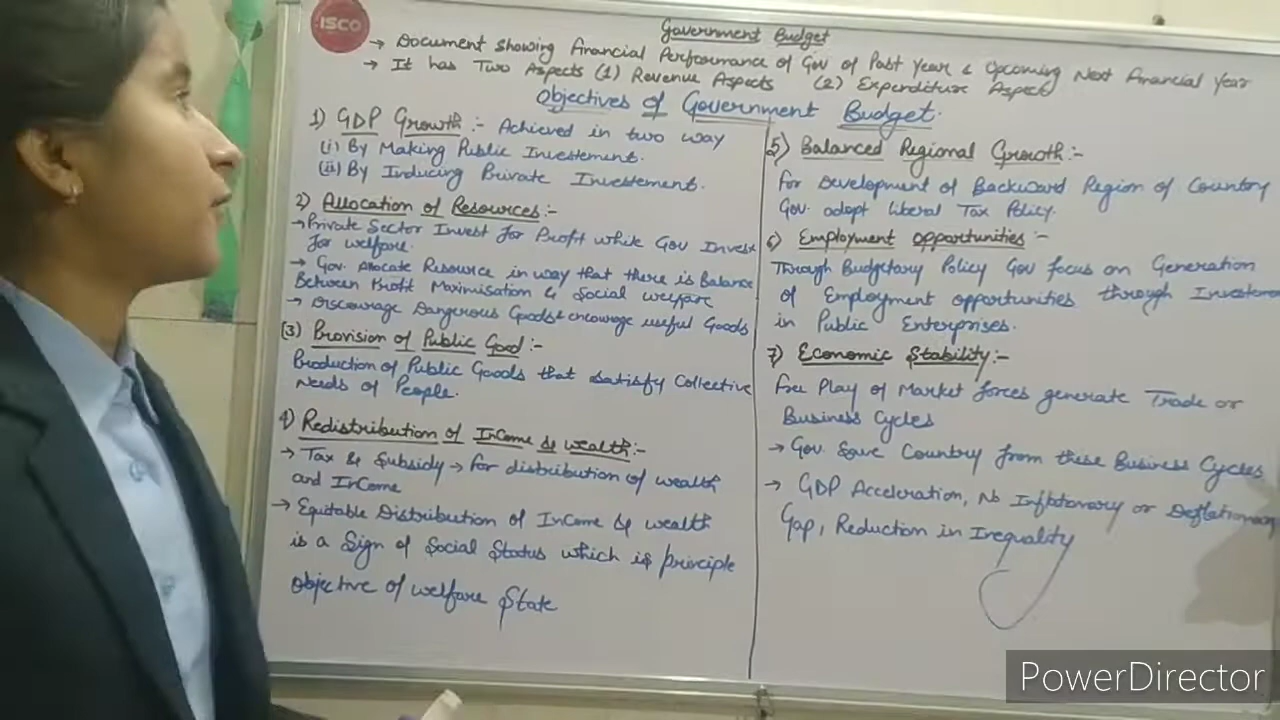 ISCO
Government Budget
→ Document showing Financial Performance of Gov of Past Year & Upcoming Next Financial Year
→ It has Two Aspects (1) Revenue Aspects (2) Expenditure Aspects
Objectives of Government Budget.
1) GDP Growth :- Achieved in two way
(i) By Making Public Investement.
(ii) By Inducing Private Investement.
2) Allocation of Resources:-
→ Private Sector Invest for Profit while Gov Invest
for welfare.
→ Gov. Allocate Resource in way that there is Balance
Between Profit Maximisation & Social welfare
→ Discourage Dangerous Goods & encourage useful Goods
(3) Provision of Public Good:-
Production of Public Goods that satisfy Collective
Needs of People.
4) Redistribution of InCome & wealth:-
→ Tax & Subsidy → for distribution of wealth
and InCome
→ Equitable Distribution of InCome & wealth
is a Sign of Social Status which is principle
objective of welfare State
5) Balanced Regional Growth:-
for Development of Backward Region of Country
Gov. adopt liberal Tax Policy.
6) Employment opportunities :-
Through Budgetary Policy Gov focus on Generation
of Employment opportunities through
in Public Enterprises.
7) Economic Stability:-
Free Play of Market forces generate Trade or
Business Cycles
→ Gov. Save Country from these Business Cycles
→ GDP Acceleration, No Inflationary or Deflationary
Gap, Reduction in Inequality
PowerDirector